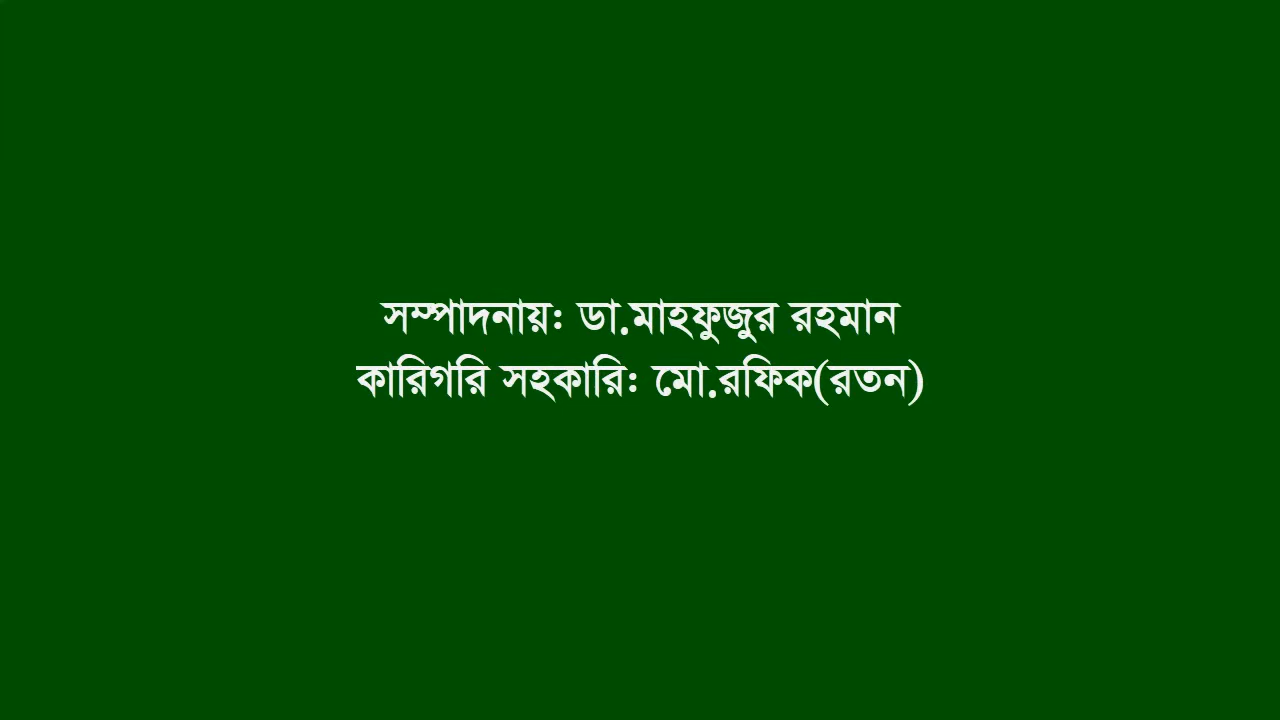 সম্পাদনায়: ডা.মাহফুজুর রহমান
কারিগরি সহকারি: মো.রফিক(রতন)